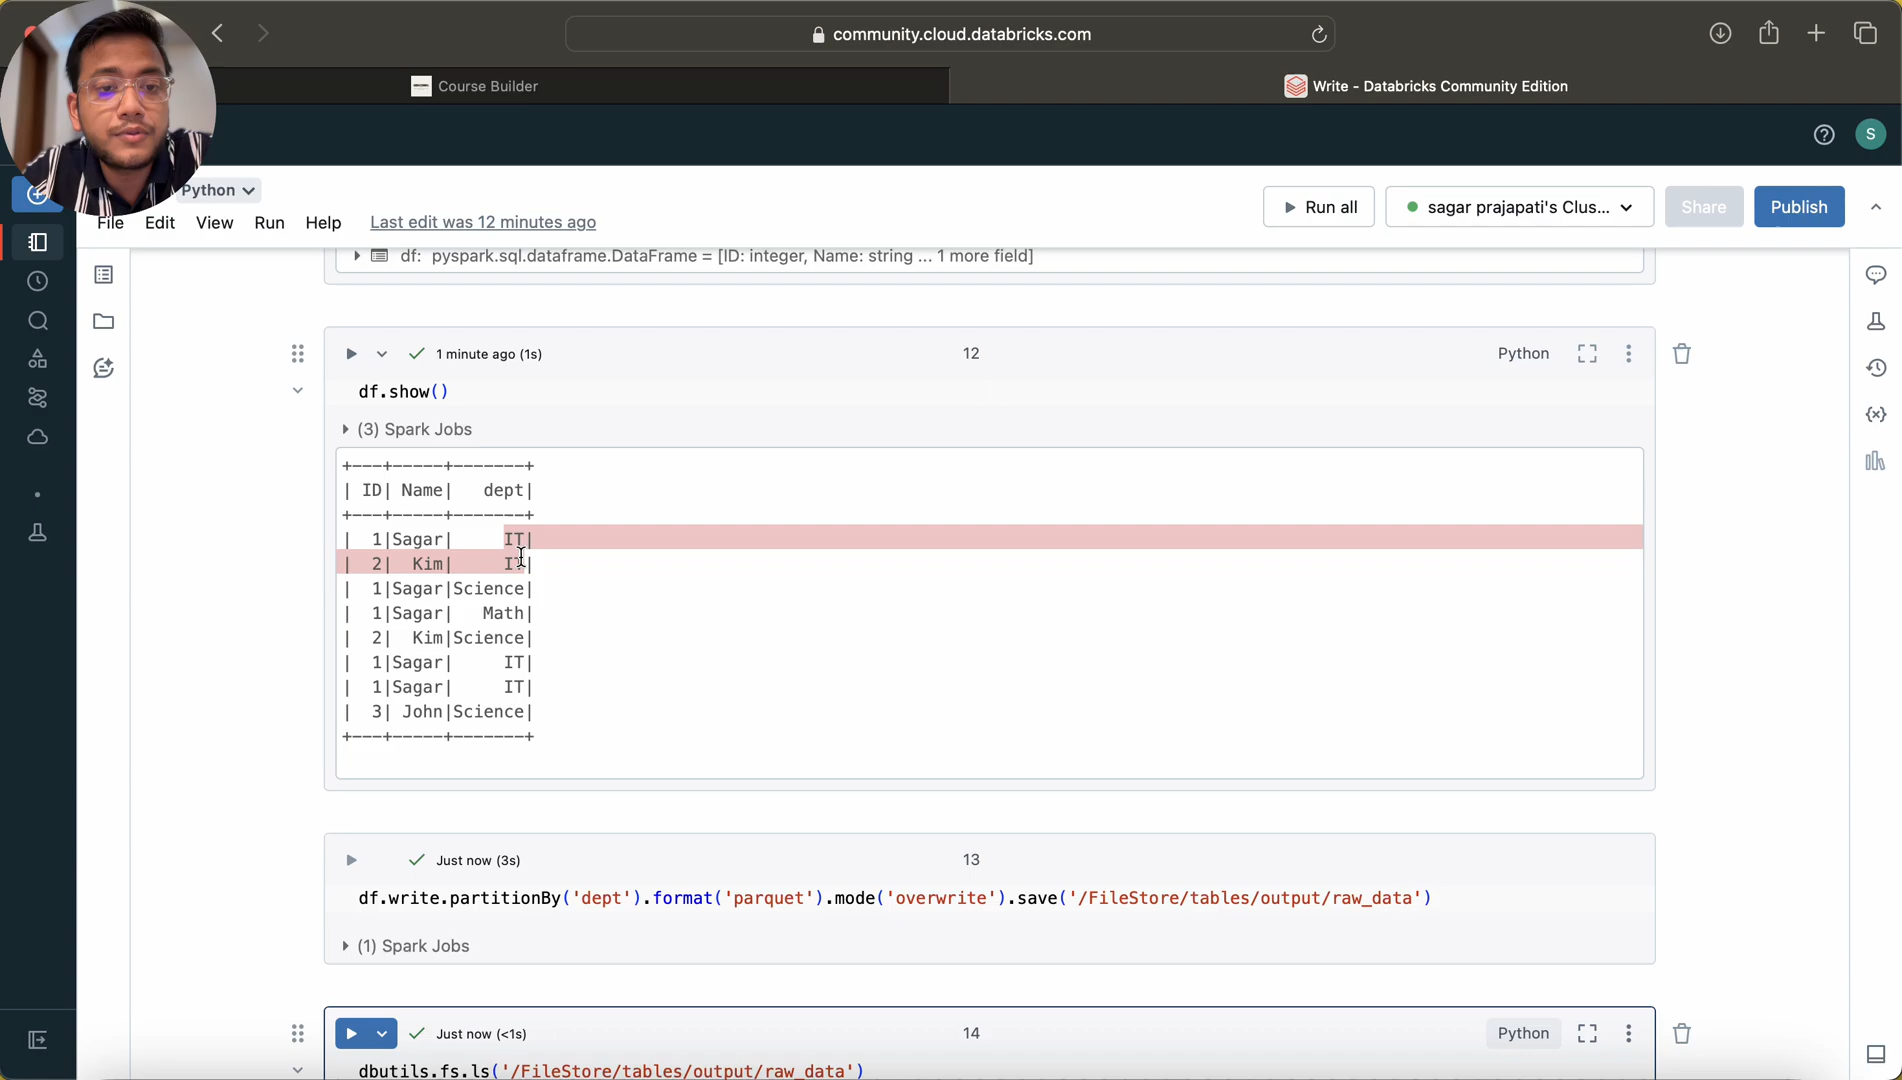 community.cloud.databricks.com
Course Builder
Write - Databricks Community Edition
S
Python
File Edit View Run Help Last edit was 12 minutes ago
Run all
sagar prajapati's Clus...
Share
Publish
df: pyspark.sql.dataframe.DataFrame = [ID: integer, Name: string ... 1 more field]
1 minute ago (1s)
12
Python
df.show()
(3) Spark Jobs
+---+-----+-------+
| ID| Name|   dept|
+---+-----+-------+
|  1|Sagar|     IT|
|  2|  Kim|     IT|
|  1|Sagar|Science|
|  1|Sagar|   Math|
|  2|  Kim|Science|
|  1|Sagar|     IT|
|  1|Sagar|     IT|
|  3| John|Science|
+---+-----+-------+
Just now (3s)
13
df.write.partitionBy('dept').format('parquet').mode('overwrite').save('/FileStore/tables/output/raw_data')
(1) Spark Jobs
Just now (<1s)
14
Python
dbutils.fs.ls('/FileStore/tables/output/raw_data')